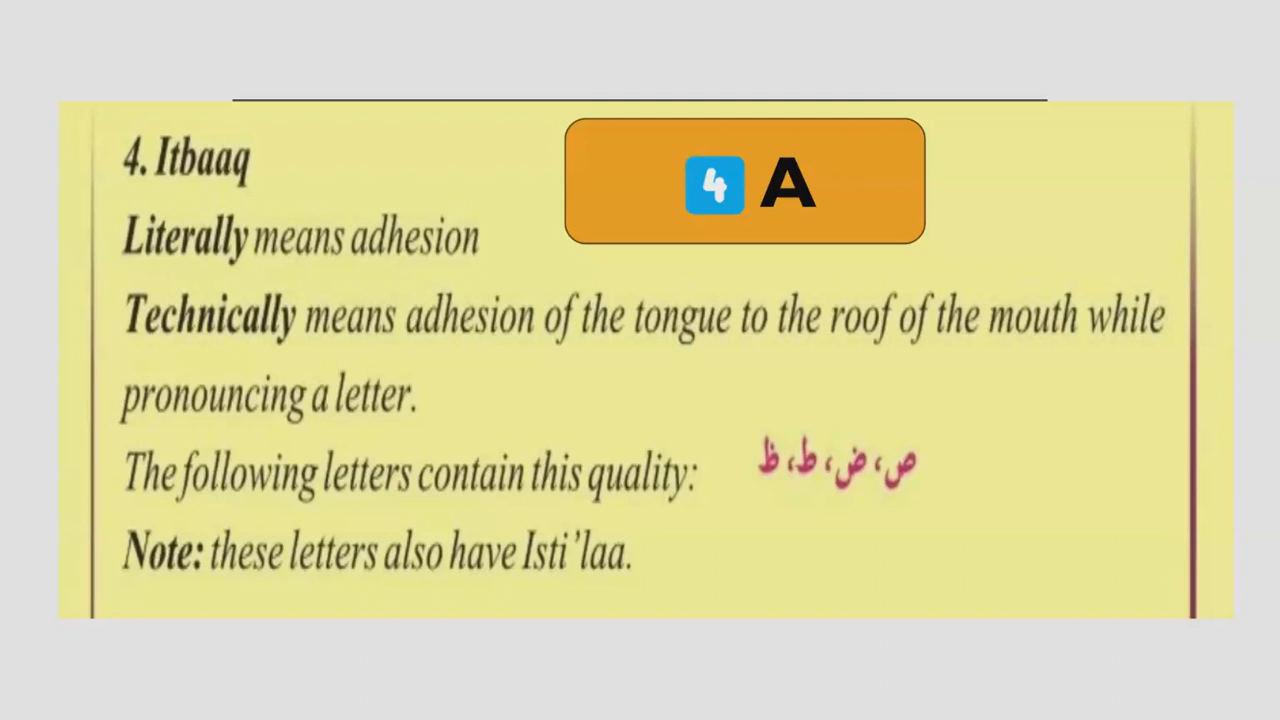 4. Itbaaq
4 A
Literally means adhesion
Technically means adhesion of the tongue to the roof of the mouth while
pronouncing a letter.
The following letters contain this quality: ص، ض، ط، ظ
Note: these letters also have Isti'laa.